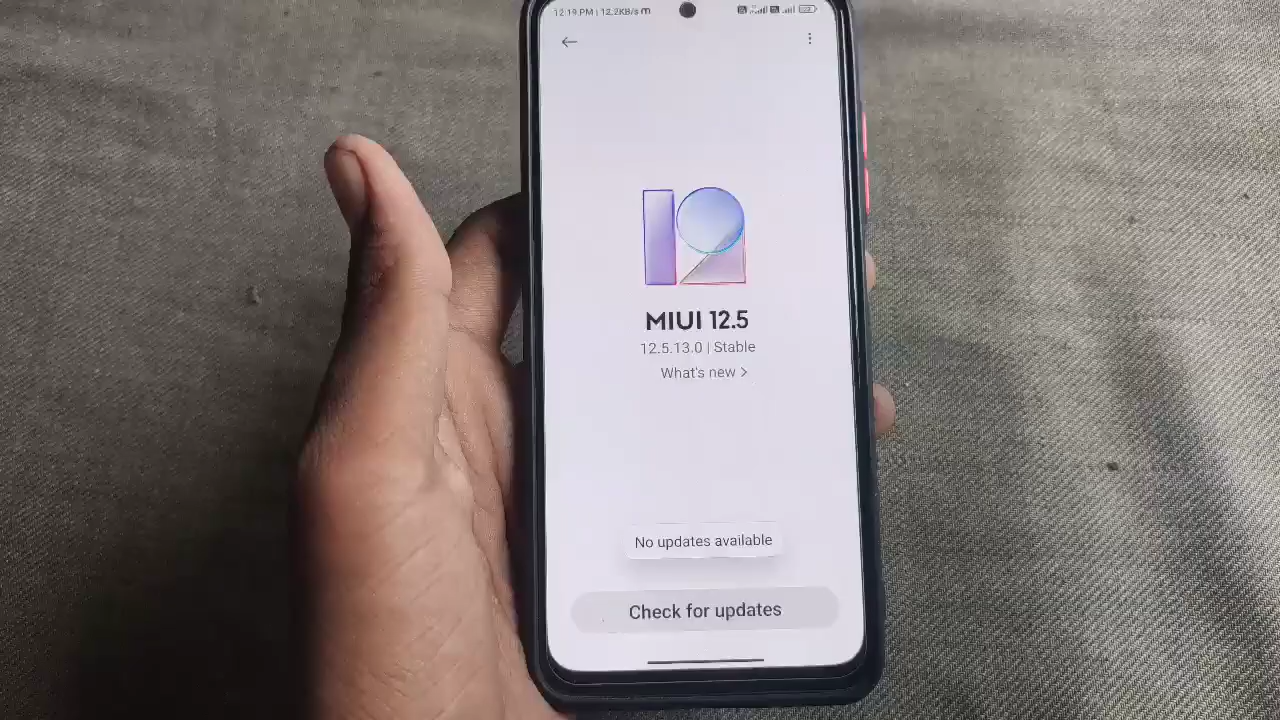 12:19 PM | 12.2KB/s m
MIUI 12.5
12.5.13.0 | Stable
What's new >
No updates available
Check for updates